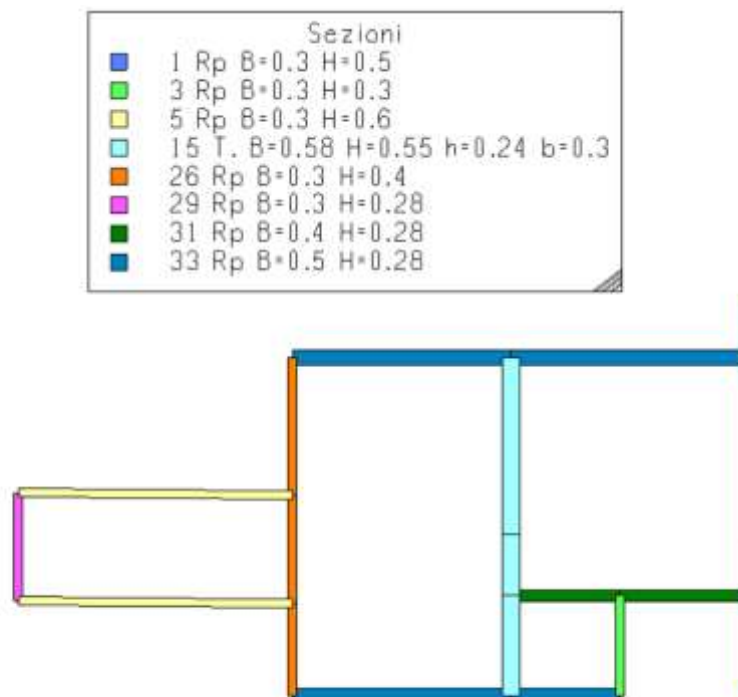 Sezioni
1 Rp B=0.3 H=0.5
3 Rp B=0.3 H=0.3
5 Rp B=0.3 H=0.6
15 T. B=0.58 H=0.55 h=0.24 b=0.3
26 Rp B=0.3 H=0.4
29 Rp B=0.3 H=0.28
31 Rp B=0.4 H=0.28
33 Rp B=0.5 H=0.28